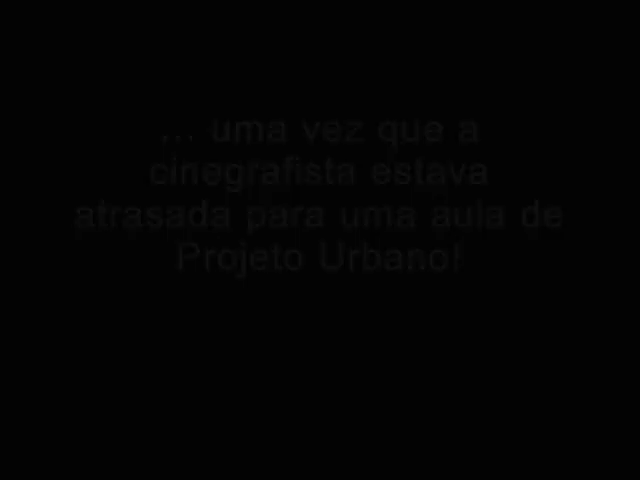 ... uma vez que a
cinegrafista estava
atrasada para uma aula de
Projeto Urbano!